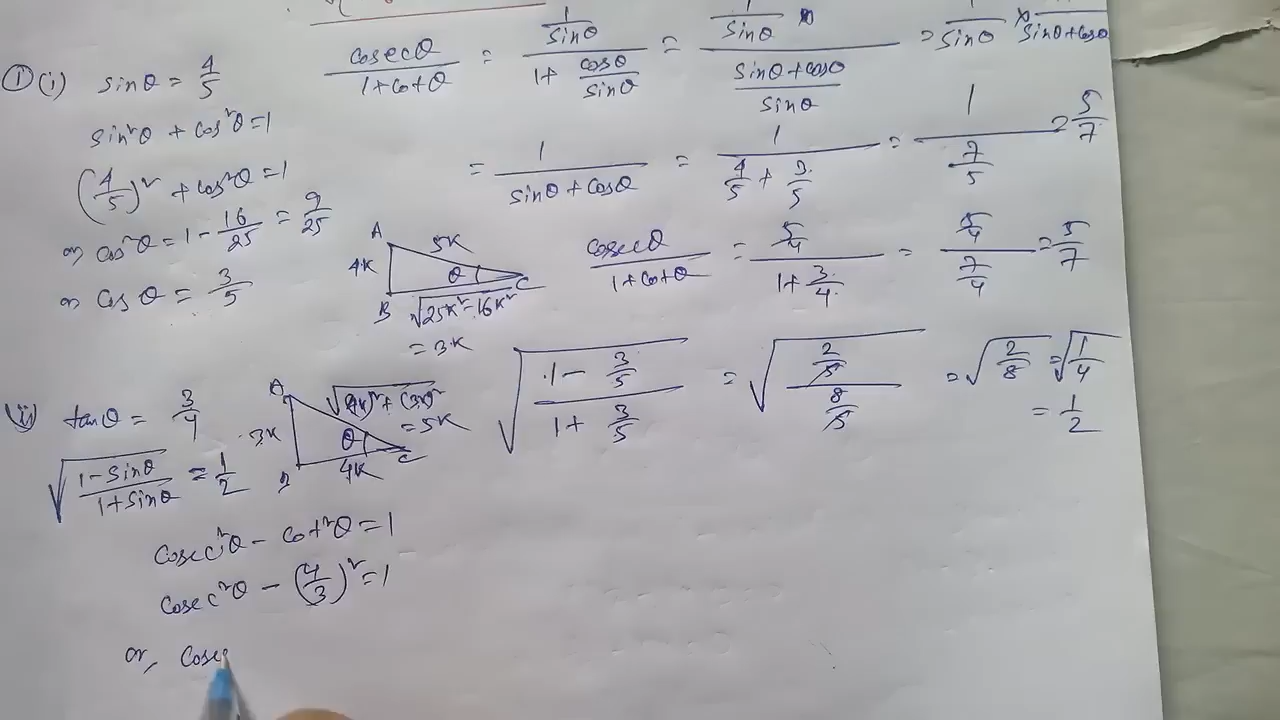 ① (i) sinθ = 4/5
sin²θ + cos²θ = 1
(4/5)² + cos²θ = 1
or cos²θ = 1 - 16/25 = 9/25
or cosθ = 3/5
cosecθ/(1+cotθ) = (1/sinθ)/(1 + cosθ/sinθ) = (1/sinθ)/((sinθ+cosθ)/sinθ) = 1/sinθ × /(sinθ+cosθ)
= 1/(sinθ + cosθ) = 1/(4/5 + 3/5) = 1/(7/5) = 5/7
A 5K
4K θ
B C
√(25K² - 16K²)
= 3K
cosecθ/(1+cotθ) = (5/4)/(1+3/4) = (5/4)/(7/4) = 5/7
(ii) tanθ = 3/4
√((1-sinθ)/(1+sinθ)) = 1/2
A √((4K)² + (3K)²)
= 5K
3K θ
B 4K C
√((1 - 3/5)/(1 + 3/5)) = √((2/5)/(8/5)) = √(2/8) = √(1/4)
= 1/2
cosec²θ - cot²θ = 1
cosec²θ - (4/3)² = 1
or, cosec